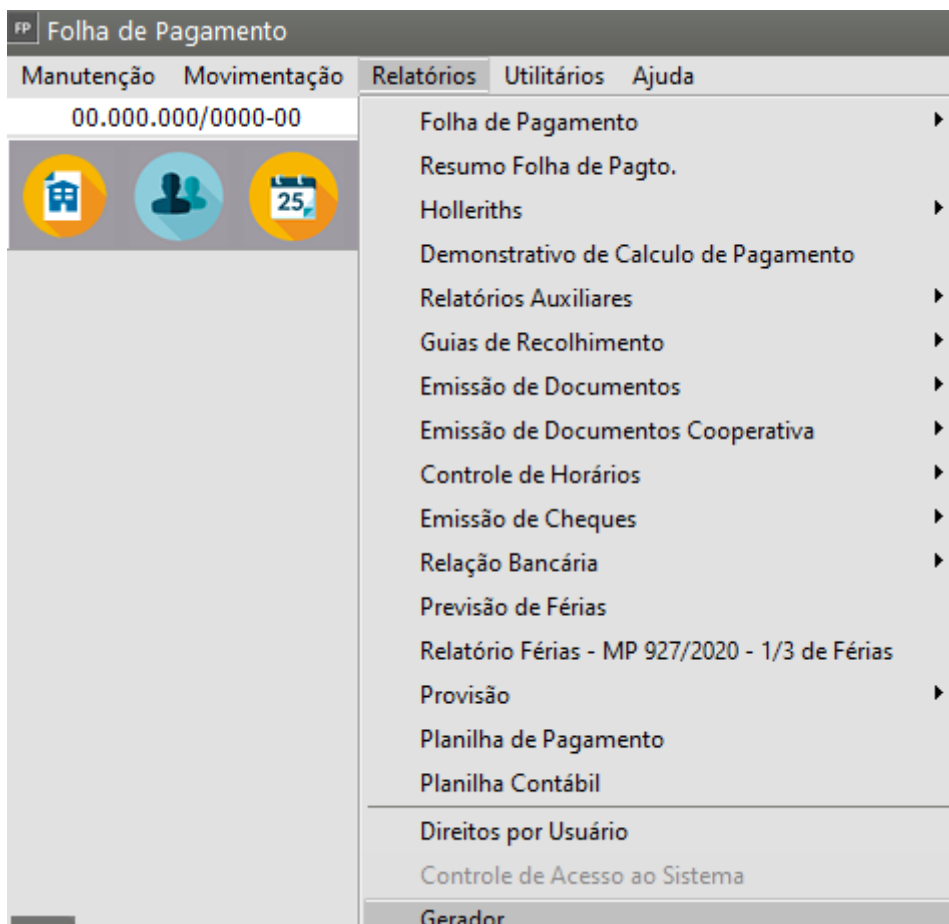 FP Folha de Pagamento
Manutenção Movimentação Relatórios Utilitários Ajuda
00.000.000/0000-00
25
Folha de Pagamento
Resumo Folha de Pagto.
Holleriths
Demonstrativo de Calculo de Pagamento
Relatórios Auxiliares
Guias de Recolhimento
Emissão de Documentos
Emissão de Documentos Cooperativa
Controle de Horários
Emissão de Cheques
Relação Bancária
Previsão de Férias
Relatório Férias - MP 927/2020 - 1/3 de Férias
Provisão
Planilha de Pagamento
Planilha Contábil
Direitos por Usuário
Controle de Acesso ao Sistema
Gerador